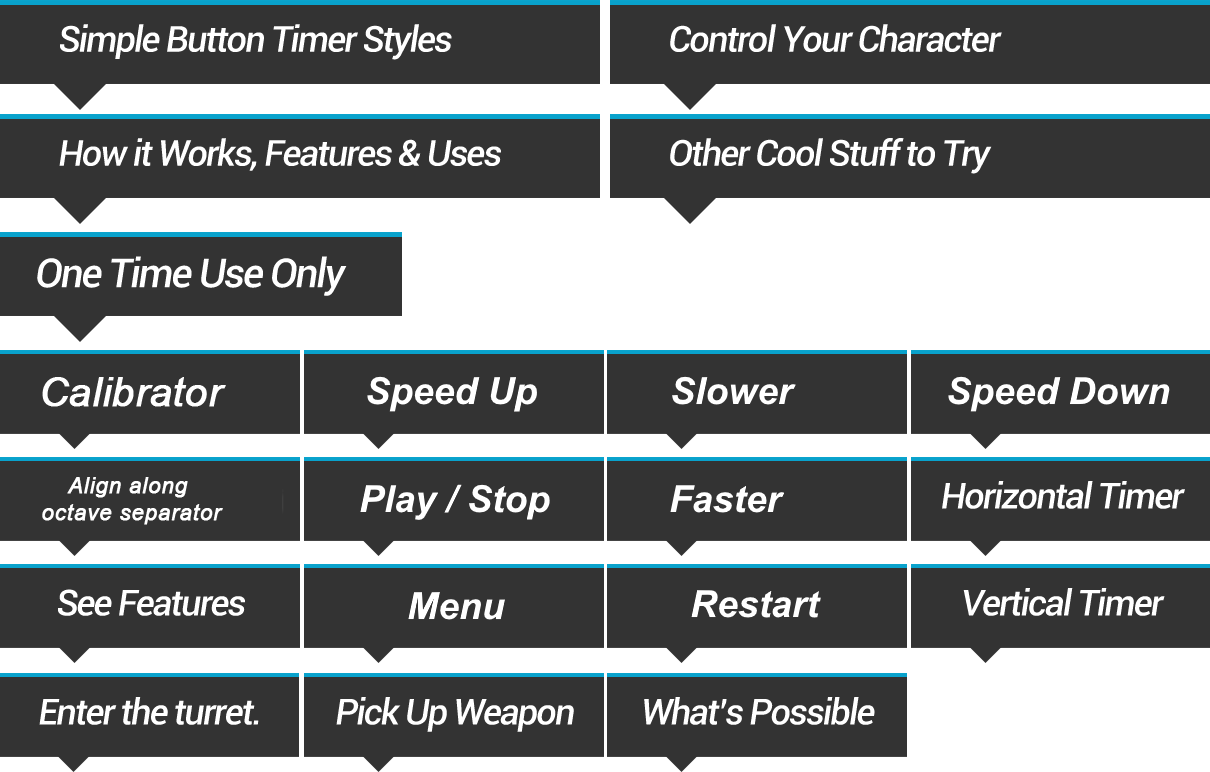 Simple Button Timer Styles
Control Your Character
How it Works, Features & Uses
Other Cool Stuff to Try
One Time Use Only
Calibrator
Speed Up
Slower
Speed Down
Align along
octave separator
Play / Stop
Faster
Horizontal Timer
See Features
Menu
Restart
Vertical Timer
Enter the turret.
Pick Up Weapon
What's Possible